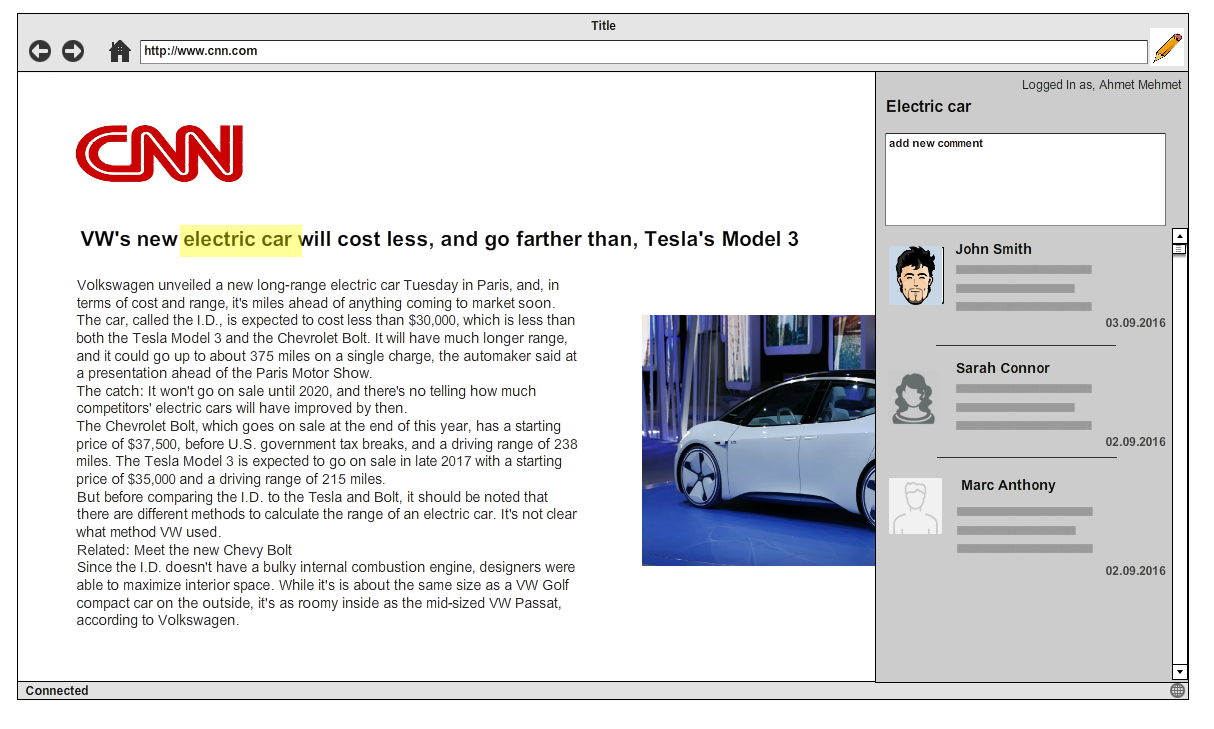 Title
http://www.cnn.com
Logged In as, Ahmet Mehmet
Electric car
add new comment
CNN
VW's new electric car will cost less, and go farther than, Tesla's Model 3
Volkswagen unveiled a new long-range electric car Tuesday in Paris, and, in
terms of cost and range, it's miles ahead of anything coming to market soon.
The car, called the I.D., is expected to cost less than $30,000, which is less than
both the Tesla Model 3 and the Chevrolet Bolt. It will have much longer range,
and it could go up to about 375 miles on a single charge, the automaker said at
a presentation ahead of the Paris Motor Show.
The catch: It won't go on sale until 2020, and there's no telling how much
competitors' electric cars will have improved by then.
The Chevrolet Bolt, which goes on sale at the end of this year, has a starting
price of $37,500, before U.S. government tax breaks, and a driving range of 238
miles. The Tesla Model 3 is expected to go on sale in late 2017 with a starting
price of $35,000 and a driving range of 215 miles.
But before comparing the I.D. to the Tesla and Bolt, it should be noted that
there are different methods to calculate the range of an electric car. It's not clear
what method VW used.
Related: Meet the new Chevy Bolt
Since the I.D. doesn't have a bulky internal combustion engine, designers were
able to maximize interior space. While it's is about the same size as a VW Golf
compact car on the outside, it's as roomy inside as the mid-sized VW Passat,
according to Volkswagen.
John Smith
03.09.2016
Sarah Connor
02.09.2016
Marc Anthony
02.09.2016
Connected